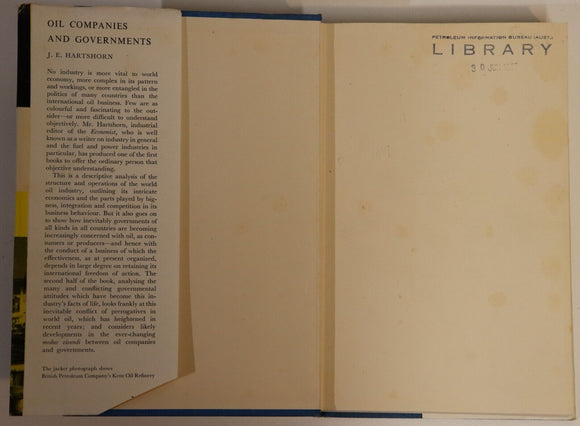 OIL COMPANIES
AND GOVERNMENTS
J. E. HARTSHORN
No industry is more vital to world
economy, more complex in its pattern
and workings, or more entangled in the
politics of many countries than the
international oil business. Few are as
colourful and fascinating to the out-
sider—or more difficult to understand
objectively. Mr. Hartshorn, industrial
editor of the Economist, who is well
known as a writer on industry in general
and the fuel and power industries in
particular, has produced one of the first
books to offer the ordinary person that
objective understanding.
This is a descriptive analysis of the
structure and operations of the world
oil industry, outlining its intricate
economics and the parts played by big-
ness, integration and competition in its
business behaviour. But it also goes on
to show how inevitably governments of
all kinds in all countries are becoming
increasingly concerned with oil, as con-
sumers or producers—and hence with
the conduct of a business of which the
effectiveness, as at present organized,
depends in large degree on retaining its
international freedom of action. The
second half of the book, analysing the
many and conflicting governmental
attitudes which have become this in-
dustry's facts of life, looks frankly at this
inevitable conflict of prerogatives in
world oil, which has heightened in
recent years; and considers likely
developments in the ever-changing
modus vivendi between oil companies
and governments.
The jacket photograph shows
British Petroleum Company's Kent Oil Refinery
PETROLEUM INFORMATION BUREAU (AUST.)
LIBRARY
30